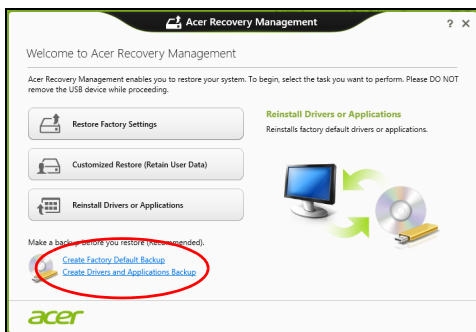 Acer Recovery Management
? X
Welcome to Acer Recovery Management
Acer Recovery Management enables you to restore your system. To begin, select the task you want to perform. Please DO NOT
remove the USB device while proceeding.
Restore Factory Settings
Customized Restore (Retain User Data)
Reinstall Drivers or Applications
Reinstall Drivers or Applications
Reinstalls factory default drivers or applications.
Make a backup before you restore (Recommended).
Create Factory Default Backup
Create Drivers and Applications Backup
acer